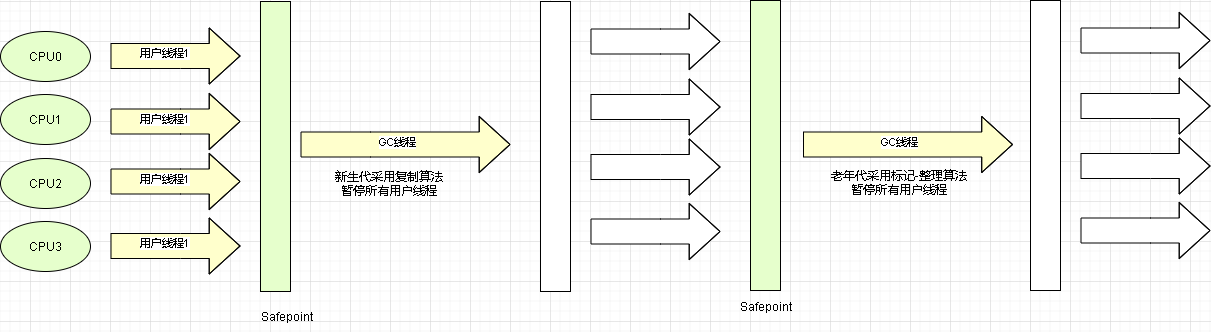 CPU0
用户线程1
CPU1
用户线程1
CPU2
用户线程1
CPU3
用户线程1
Safepoint
GC线程
新生代采用复制算法
暂停所有用户线程
Safepoint
GC线程
老年代采用标记-整理算法
暂停所有用户线程